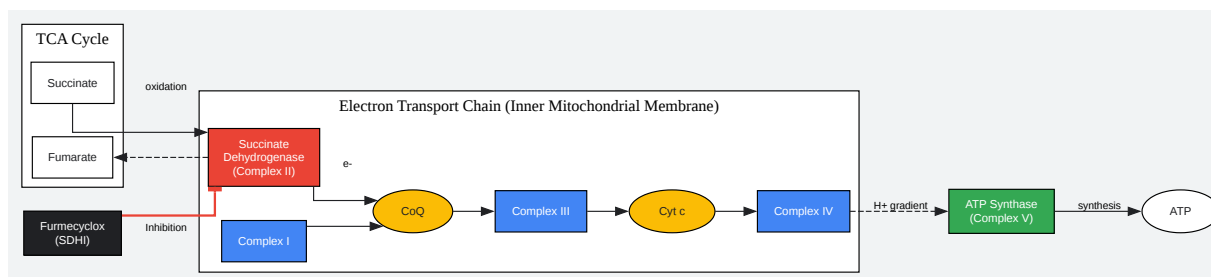 TCA Cycle
Succinate
oxidation
Electron Transport Chain (Inner Mitochondrial Membrane)
Succinate
Dehydrogenase
(Complex II)
Fumarate
e-
Furmecyclox
(SDHI)
Inhibition
Complex I
CoQ
Complex III
Cyt c
Complex IV
H+ gradient
ATP Synthase
(Complex V)
synthesis
ATP